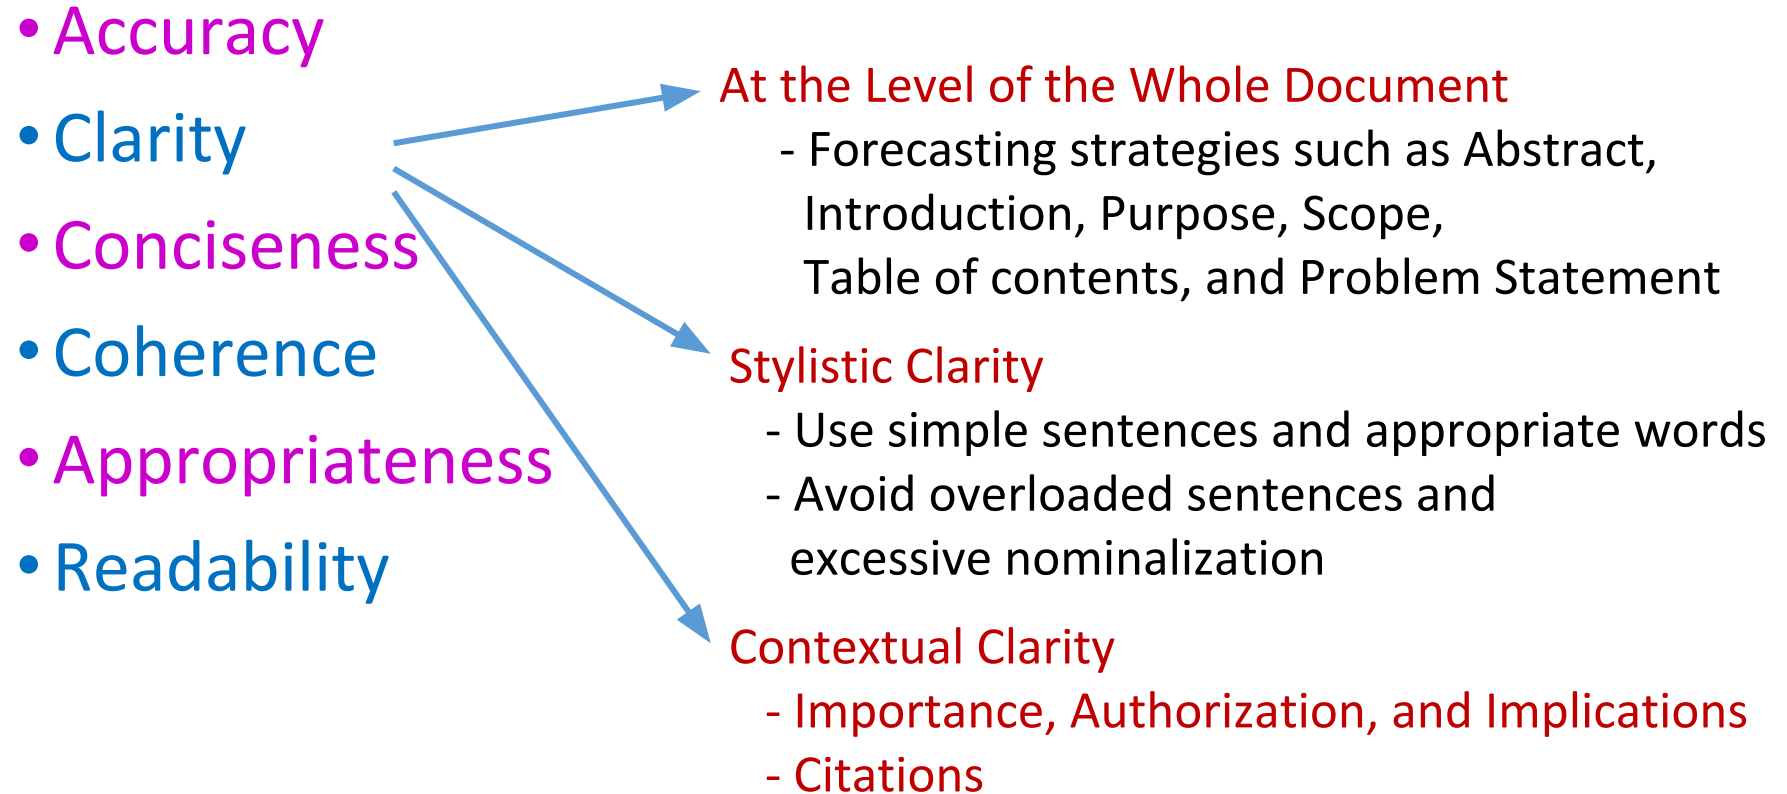 • Accuracy
• Clarity
• Conciseness
• Coherence
• Appropriateness
• Readability
At the Level of the Whole Document
- Forecasting strategies such as Abstract,
Introduction, Purpose, Scope,
Table of contents, and Problem Statement
Stylistic Clarity
- Use simple sentences and appropriate words
- Avoid overloaded sentences and
excessive nominalization
Contextual Clarity
- Importance, Authorization, and Implications
- Citations